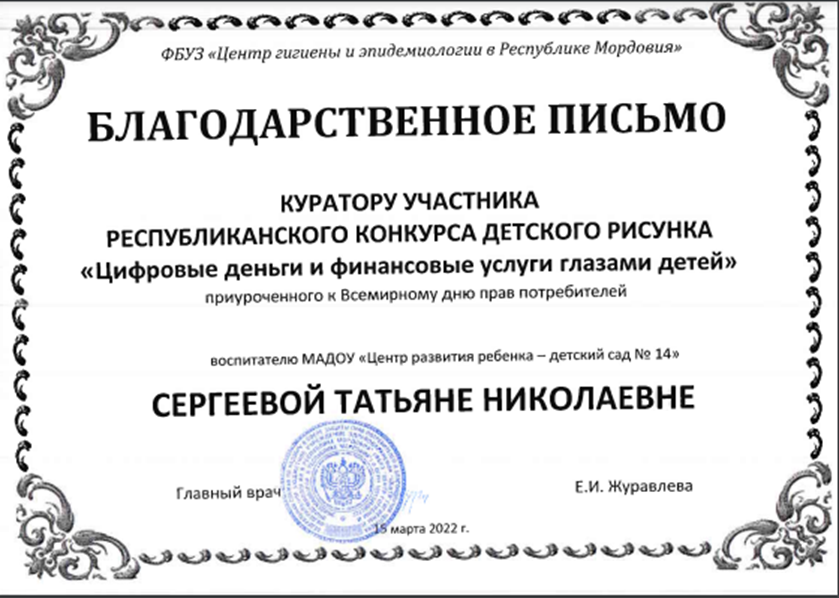 ФБУЗ «Центр гигиены и эпидемиологии в Республике Мордовия»
БЛАГОДАРСТВЕННОЕ ПИСЬМО
КУРАТОРУ УЧАСТНИКА
РЕСПУБЛИКАНСКОГО КОНКУРСА ДЕТСКОГО РИСУНКА
«Цифровые деньги и финансовые услуги глазами детей»
приуроченного к Всемирному дню прав потребителей
воспитателю МАДОУ «Центр развития ребенка – детский сад № 14»
СЕРГЕЕВОЙ ТАТЬЯНЕ НИКОЛАЕВНЕ
Главный врач
Е.И. Журавлева
15 марта 2022 г.